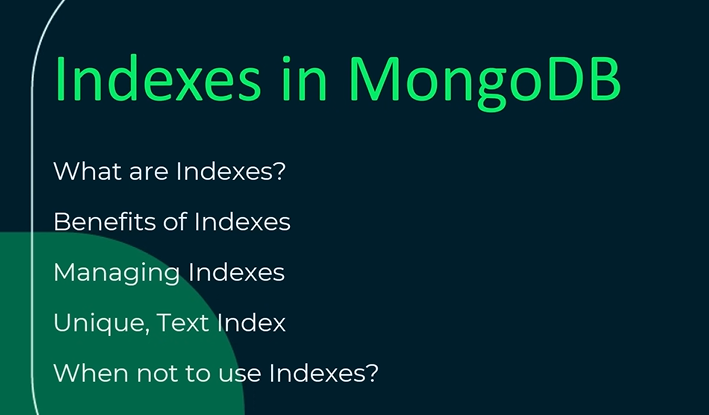 Indexes in MongoDB
What are Indexes?
Benefits of Indexes
Managing Indexes
Unique, Text Index
When not to use Indexes?